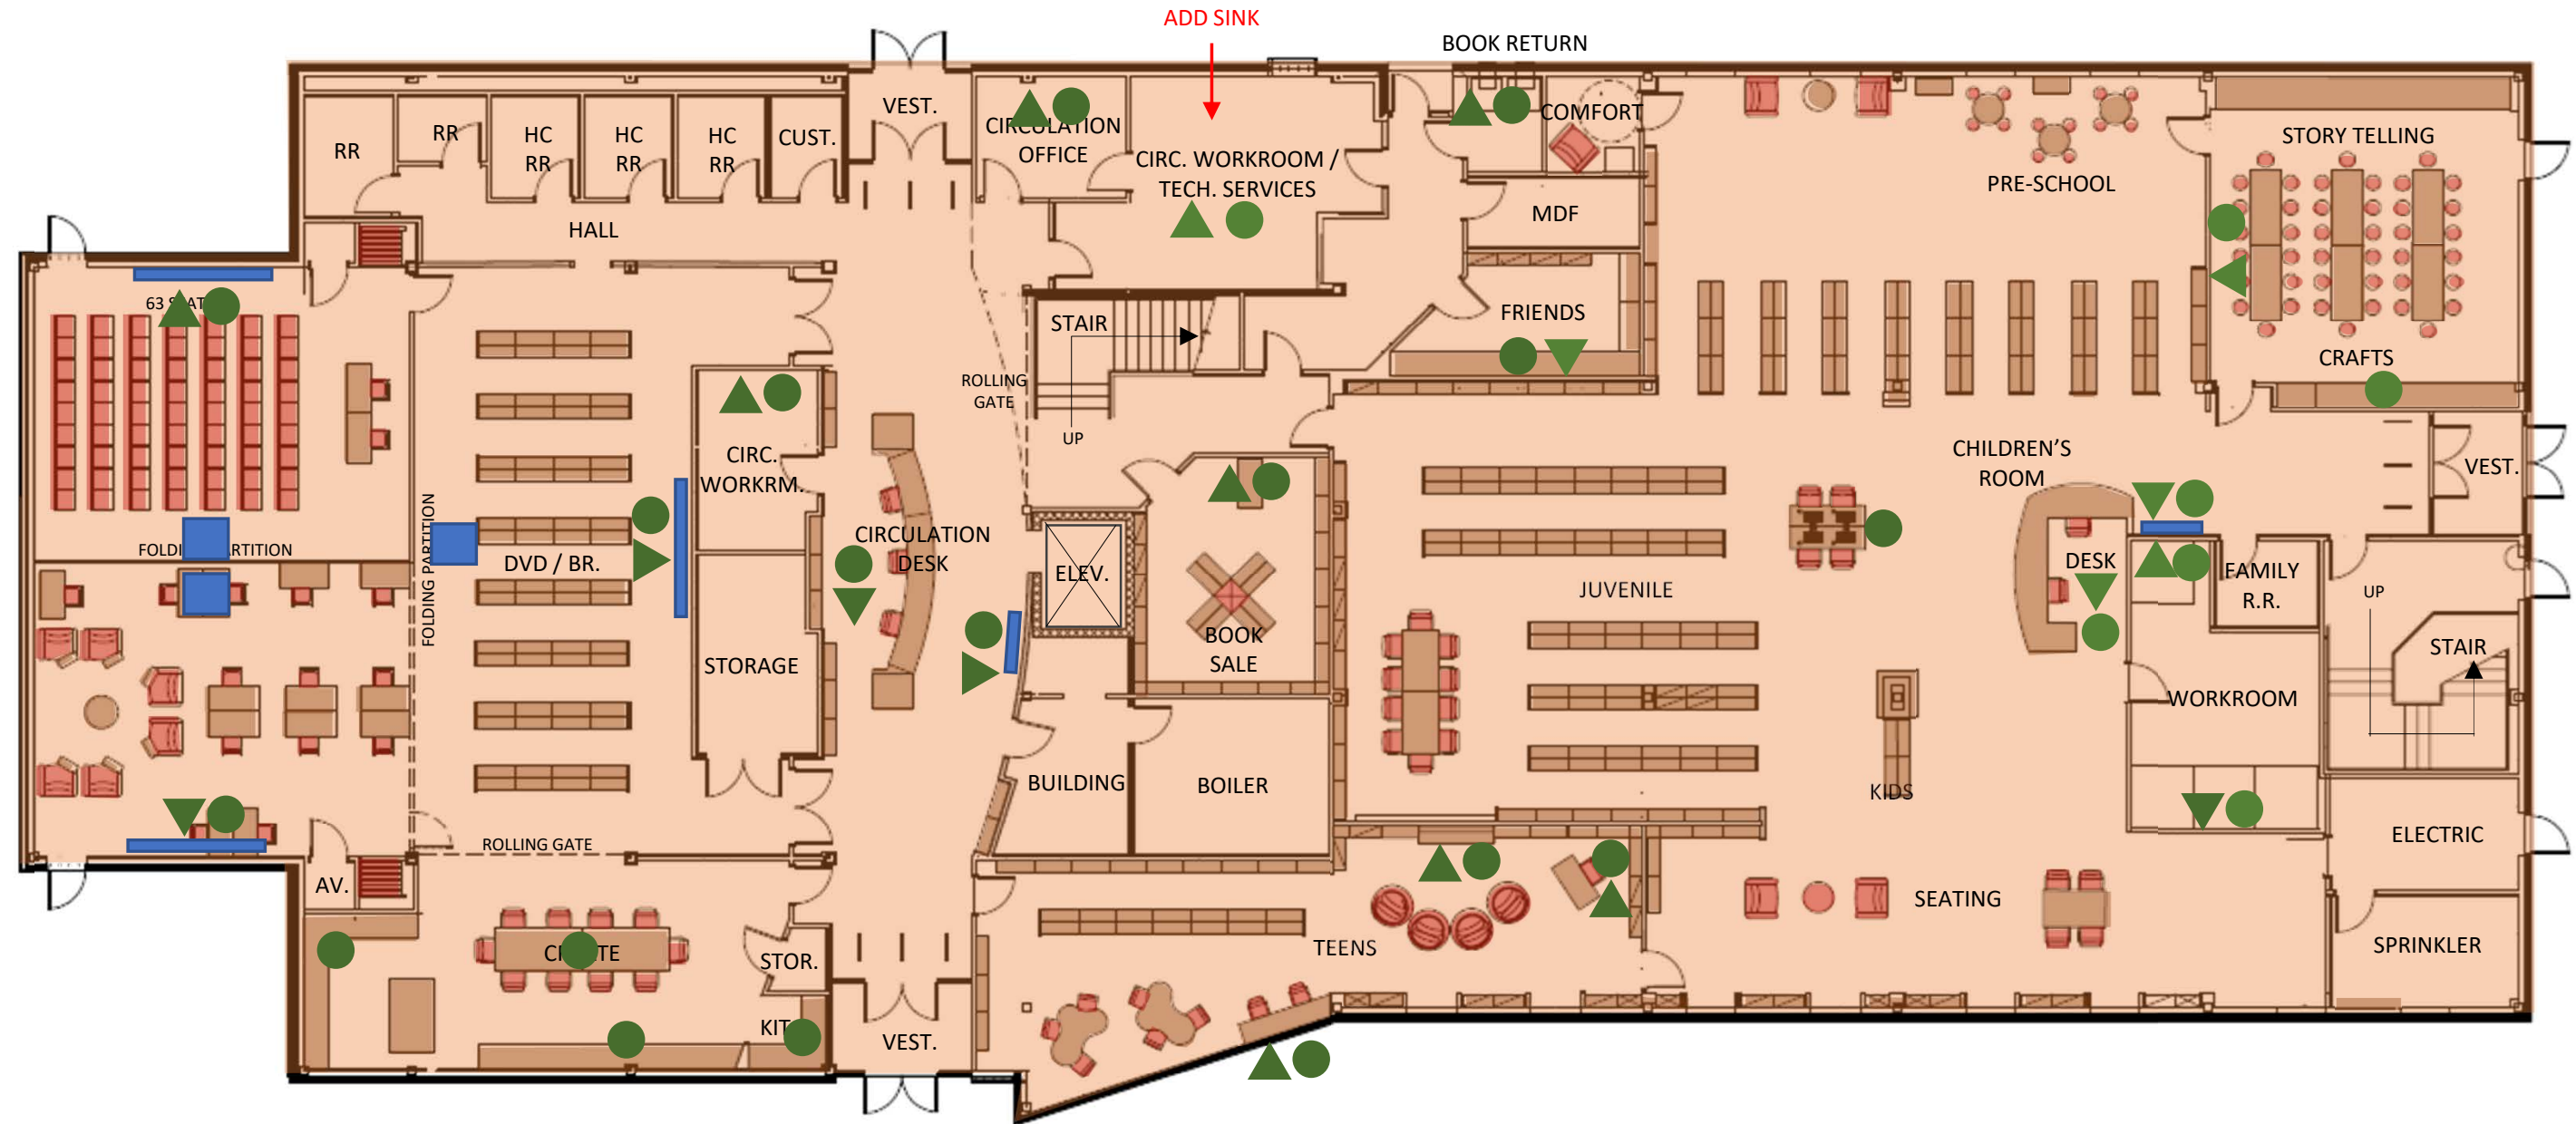 ADD SINK
BOOK RETURN
VEST.
COMFORT
CIRCULATION
OFFICE
RR
RR
HC
RR
HC
RR
HC
RR
CUST.
CIRC. WORKROOM /
TECH. SERVICES
STORY TELLING
PRE-SCHOOL
MDF
HALL
63
FRIENDS
STAIR
CRAFTS
ROLLING
GATE
UP
CIRC.
WORKRM.
CHILDREN'S
ROOM
VEST.
FOLDING PARTITION
CIRCULATION
DESK
DVD / BR.
ELEV.
DESK
FAMILY
R.R.
UP
JUVENILE
BOOK
SALE
STORAGE
STAIR
WORKROOM
BUILDING
BOILER
KIDS
ROLLING GATE
ELECTRIC
AV.
SEATING
TEENS
STOR.
SPRINKLER
KIT
VEST.